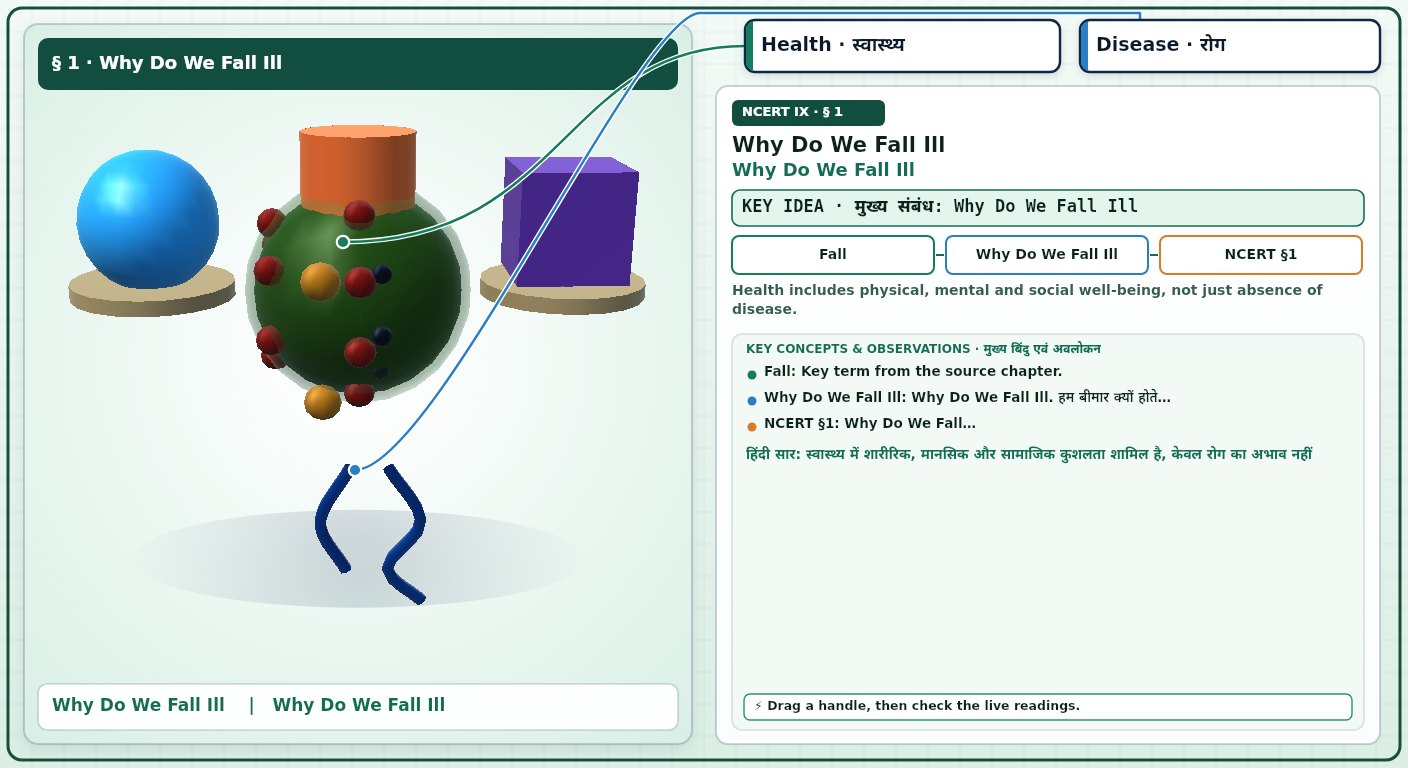 § 1 · Why Do We Fall Ill
Health · स्वास्थ्य
Disease · रोग
NCERT IX · § 1
Why Do We Fall Ill
Why Do We Fall Ill
KEY IDEA · मुख्य संबंध: Why Do We Fall Ill
Fall
Why Do We Fall Ill
NCERT §1
Health includes physical, mental and social well-being, not just absence of
disease.
KEY CONCEPTS & OBSERVATIONS · मुख्य बिंदु एवं अवलोकन
Fall: Key term from the source chapter.
Why Do We Fall Ill: Why Do We Fall Ill. हम बीमार क्यों होते…
NCERT §1: Why Do We Fall…
हिंदी सार: स्वास्थ्य में शारीरिक, मानसिक और सामाजिक कुशलता शामिल है, केवल रोग का अभाव नहीं
⚡ Drag a handle, then check the live readings.
Why Do We Fall Ill | Why Do We Fall Ill